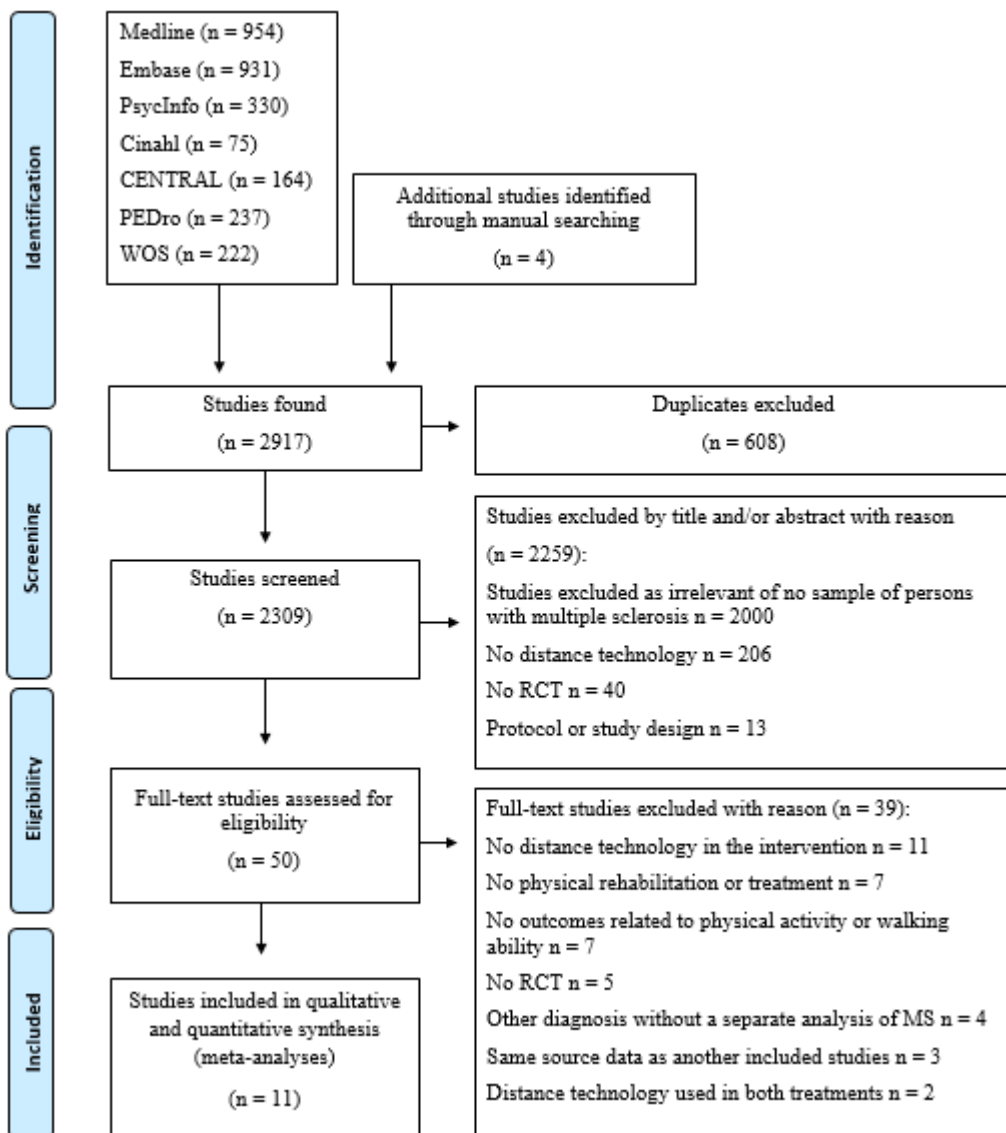 Identification
Medline (n = 954)
Embase (n = 931)
PsycInfo (n = 330)
Cinahl (n = 75)
CENTRAL (n = 164)
PEDro (n = 237)
WOS (n = 222)
Additional studies identified
through manual searching
(n = 4)
Studies found
(n = 2917)
Duplicates excluded
(n = 608)
Screening
Studies screened
(n = 2309)
Studies excluded by title and/or abstract with reason
(n = 2259):
Studies excluded as irrelevant of no sample of persons
with multiple sclerosis n = 2000
No distance technology n = 206
No RCT n = 40
Protocol or study design n = 13
Eligibility
Full-text studies assessed for
eligibility
(n = 50)
Full-text studies excluded with reason (n = 39):
No distance technology in the intervention n = 11
No physical rehabilitation or treatment n = 7
No outcomes related to physical activity or walking
ability n = 7
No RCT n = 5
Other diagnosis without a separate analysis of MS n = 4
Same source data as another included studies n = 3
Distance technology used in both treatments n = 2
Included
Studies included in qualitative
and quantitative synthesis
(meta-analyses)
(n = 11)